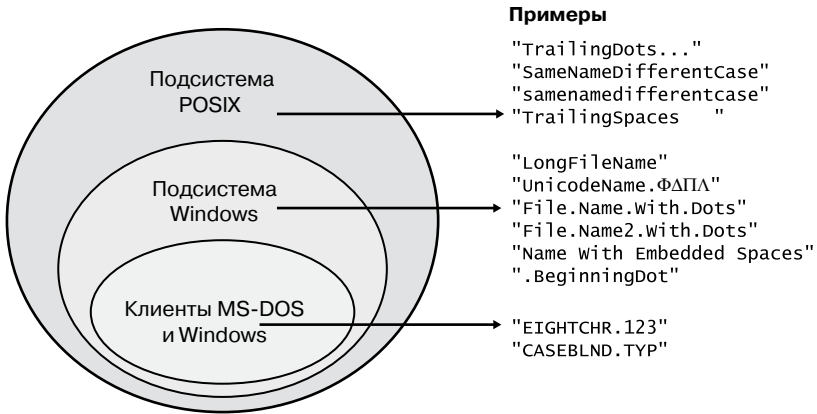 Примеры
Подсистема
POSIX
"TrailingDots..."
"SameNameDifferentCase"
"samenamedifferentcase"
"TrailingSpaces   "
Подсистема
Windows
"LongFileName"
"UnicodeName.ΦΔΠΛ"
"File.Name.With.Dots"
"File.Name2.With.Dots"
"Name With Embedded Spaces"
".BeginningDot"
Клиенты MS-DOS
и Windows
"EIGHTCHR.123"
"CASEBLND.TYP"